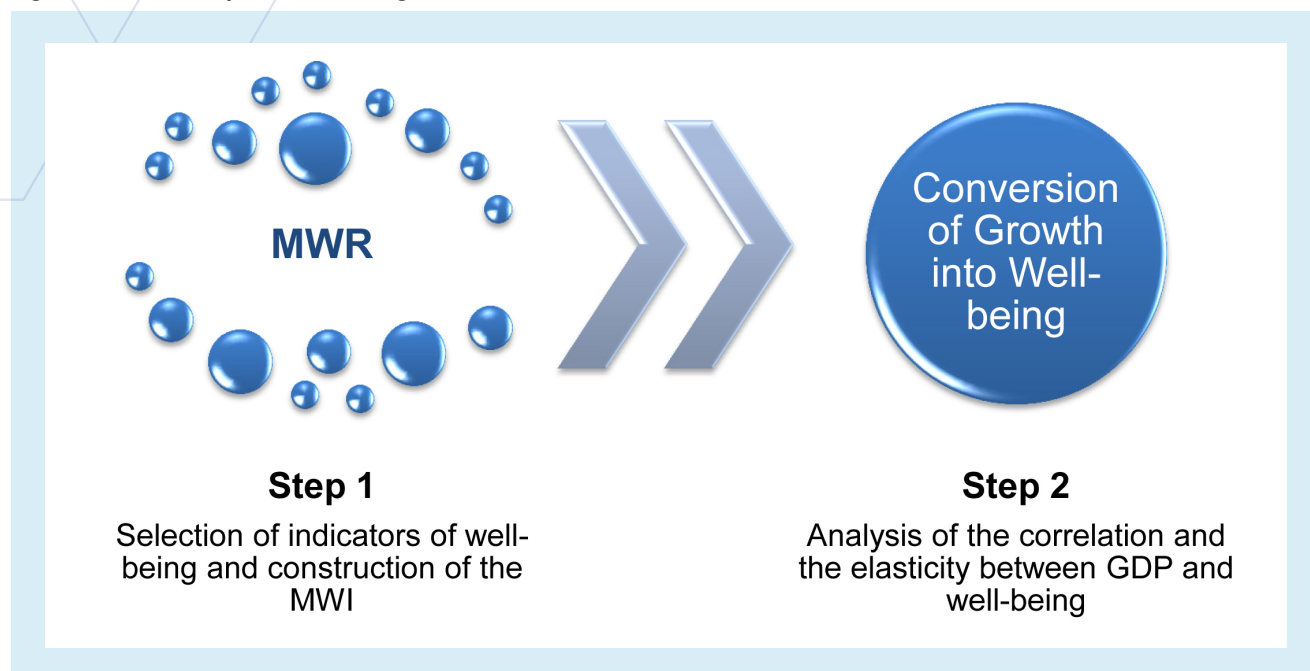 MWR
Conversion
of Growth
into Well-
being
Step 1
Selection of indicators of well-
being and construction of the
MWI
Step 2
Analysis of the correlation and
the elasticity between GDP and
well-being